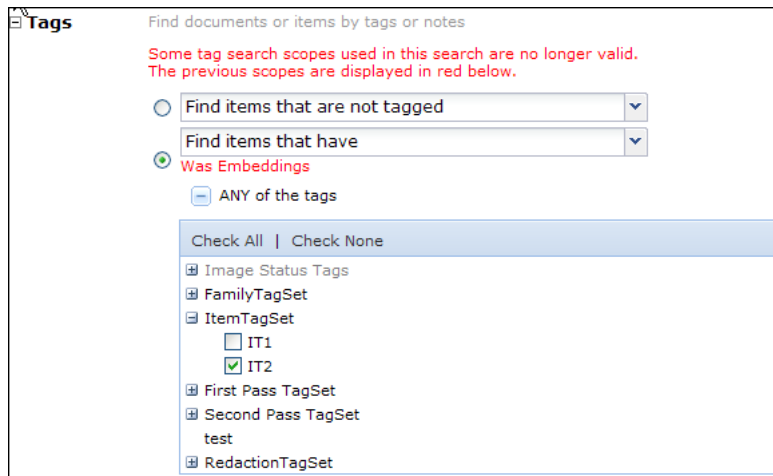 Tags Find documents or items by tags or notes
Some tag search scopes used in this search are no longer valid.
The previous scopes are displayed in red below.
Find items that are not tagged
Find items that have
Was Embeddings
ANY of the tags
Check All | Check None
Image Status Tags
FamilyTagSet
ItemTagSet
IT1
IT2
First Pass TagSet
Second Pass TagSet
test
RedactionTagSet